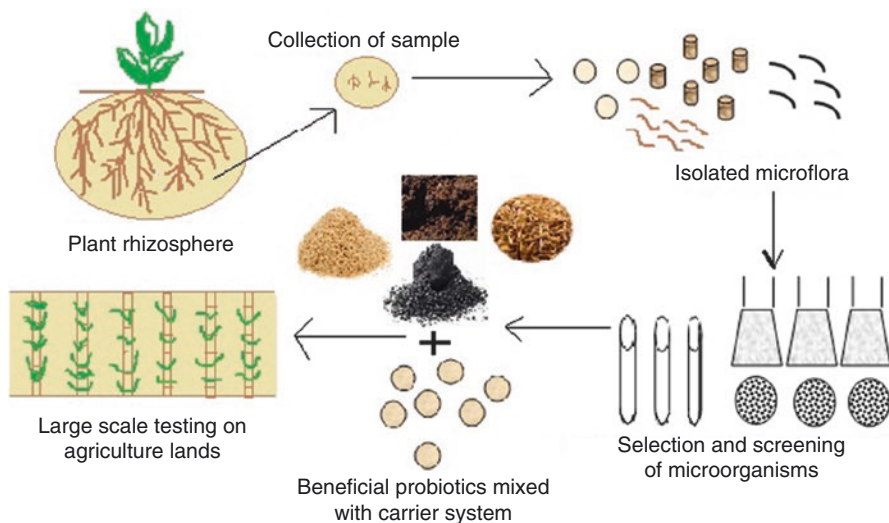 Collection of sample
Isolated microflora
Plant rhizosphere
Selection and screening
of microorganisms
+
Beneficial probiotics mixed
with carrier system
Large scale testing on
agriculture lands